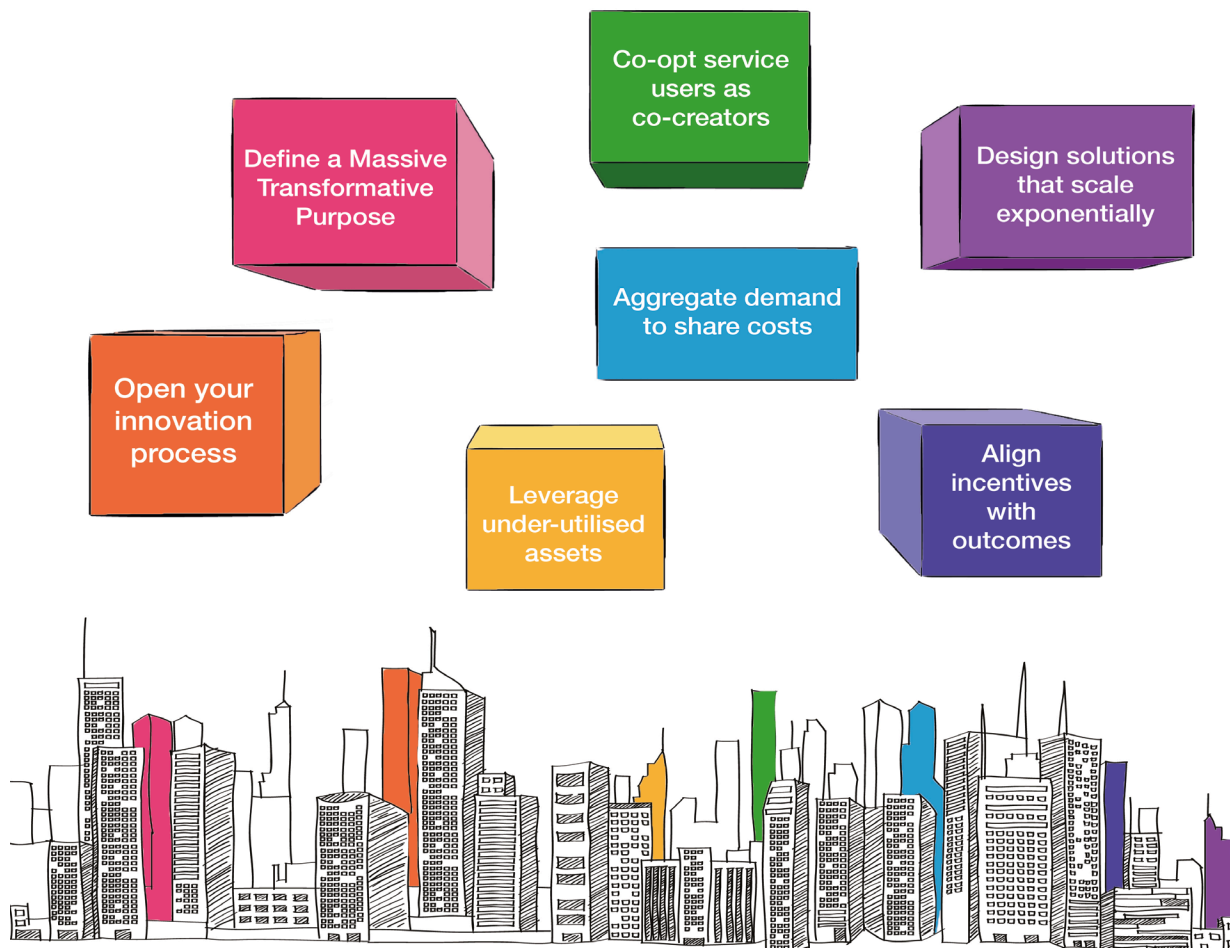 Co-opt service
users as
co-creators
Define a Massive
Transformative
Purpose
Design solutions
that scale
exponentially
Aggregate demand
to share costs
Open your
innovation
process
Leverage
under-utilised
assets
Align
incentives
with
outcomes